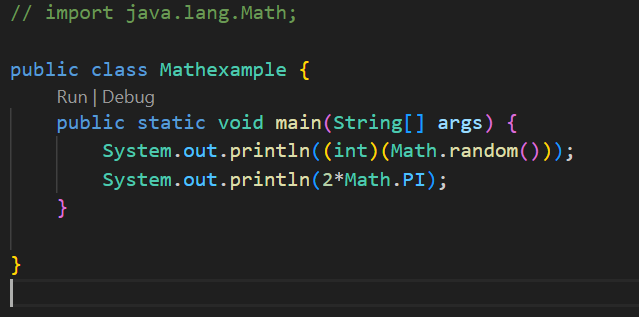 // import java.lang.Math;
public class Mathexample {
Run | Debug
public static void main(String[] args) {
System.out.println((int)(Math.random()));
System.out.println(2*Math.PI);
}
}